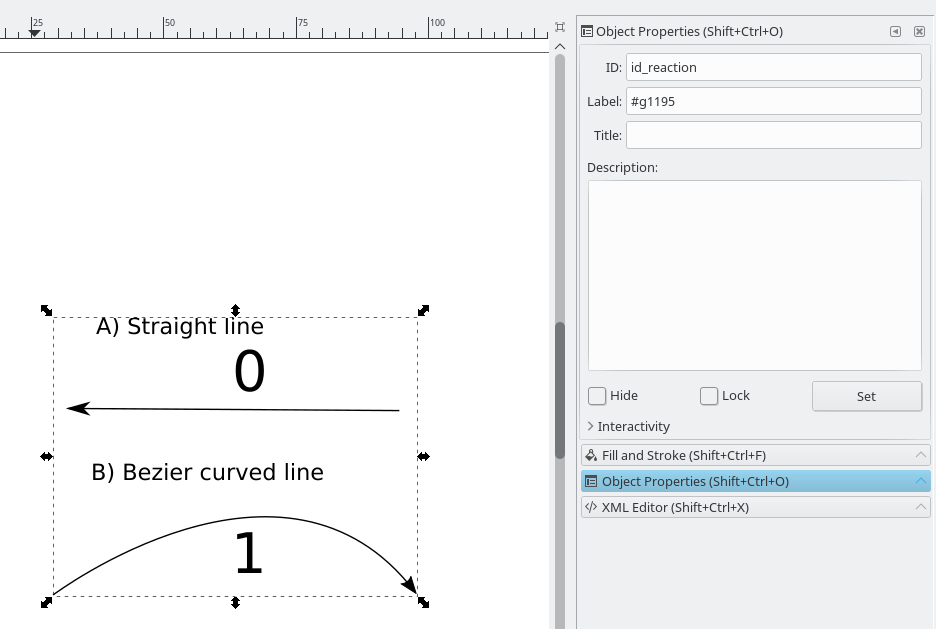 25 50 75 100
Object Properties (Shift+Ctrl+O)
ID: id_reaction
Label: #g1195
Title:
Description:
A) Straight line
0
B) Bezier curved line
1
Hide Lock Set
Interactivity
Fill and Stroke (Shift+Ctrl+F)
Object Properties (Shift+Ctrl+O)
XML Editor (Shift+Ctrl+X)